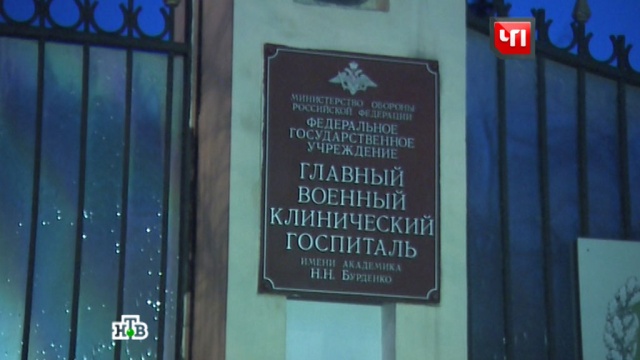 ЧП
МИНИСТЕРСТВО ОБОРОНЫ
РОССИЙСКОЙ ФЕДЕРАЦИИ
ФЕДЕРАЛЬНОЕ
ГОСУДАРСТВЕННОЕ
УЧРЕЖДЕНИЕ
ГЛАВНЫЙ
ВОЕННЫЙ
КЛИНИЧЕСКИЙ
ГОСПИТАЛЬ
ИМЕНИ АКАДЕМИКА
Н.Н. БУРДЕНКО
НТВ